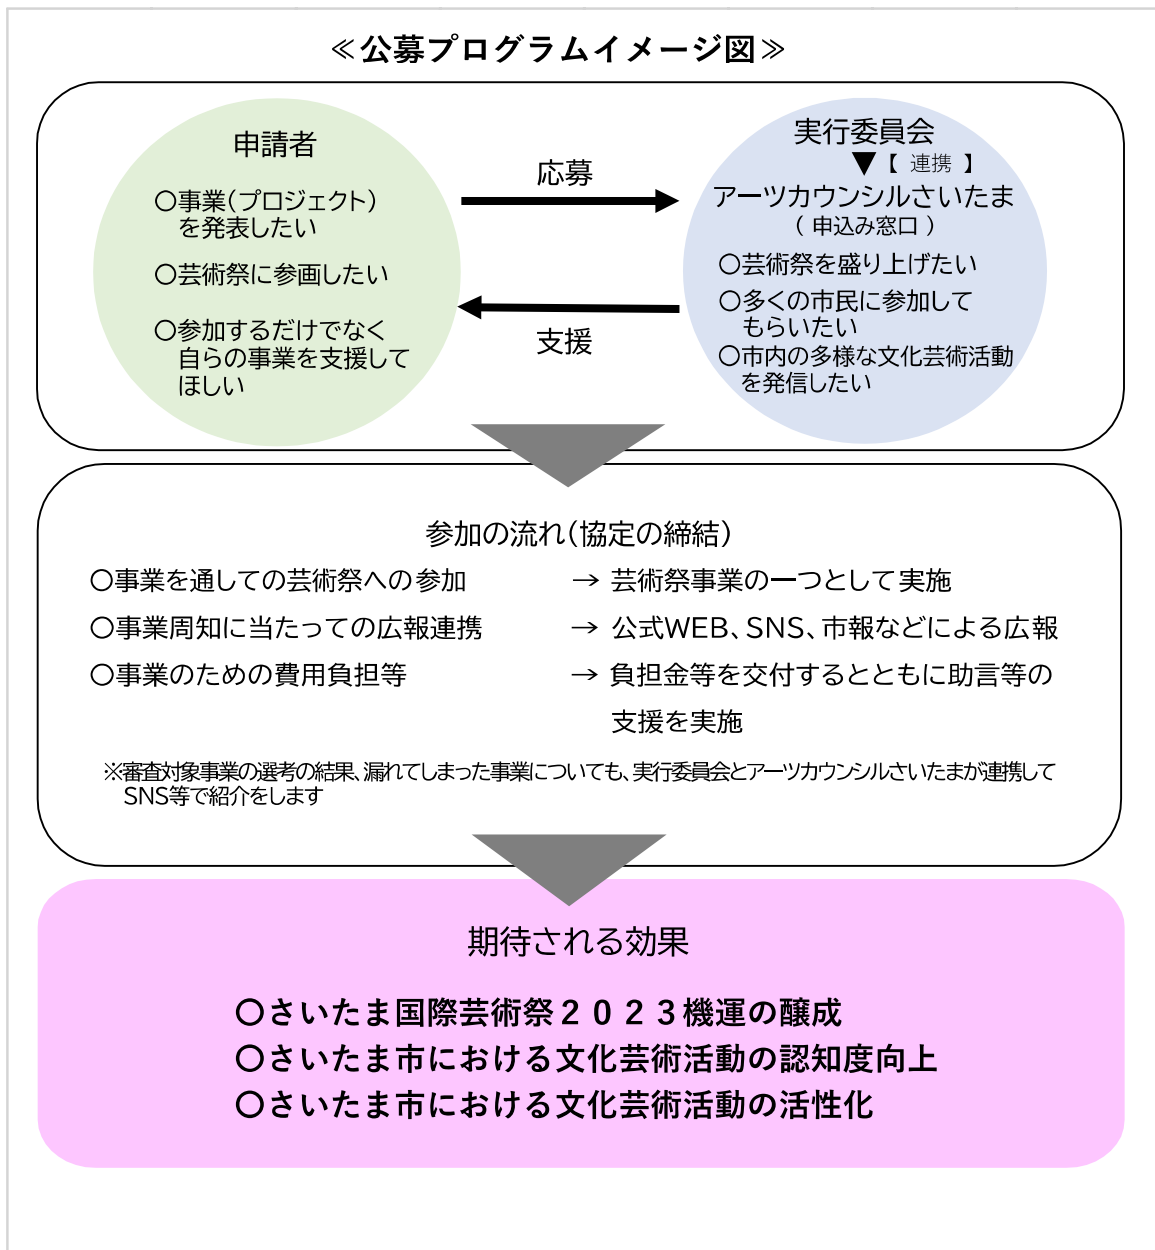 ≪公募プログラムイメージ図≫
申請者
〇事業(プロジェクト)
を発表したい
〇芸術祭に参画したい
〇参加するだけでなく
自らの事業を支援して
ほしい
応募
支援
実行委員会
▼【 連携 】
アーツカウンシルさいたま
( 申込み窓口 )
〇芸術祭を盛り上げたい
〇多くの市民に参加して
もらいたい
〇市内の多様な文化芸術活動
を発信したい
参加の流れ(協定の締結)
〇事業を通しての芸術祭への参加 → 芸術祭事業の一つとして実施
〇事業周知に当たっての広報連携 → 公式WEB、SNS、市報などによる広報
〇事業のための費用負担等 → 負担金等を交付するとともに助言等の
支援を実施
※審査対象事業の選考の結果、漏れてしまった事業についても、実行委員会とアーツカウンシルさいたまが連携して
SNS等で紹介をします
期待される効果
〇さいたま国際芸術祭2023機運の醸成
〇さいたま市における文化芸術活動の認知度向上
〇さいたま市における文化芸術活動の活性化